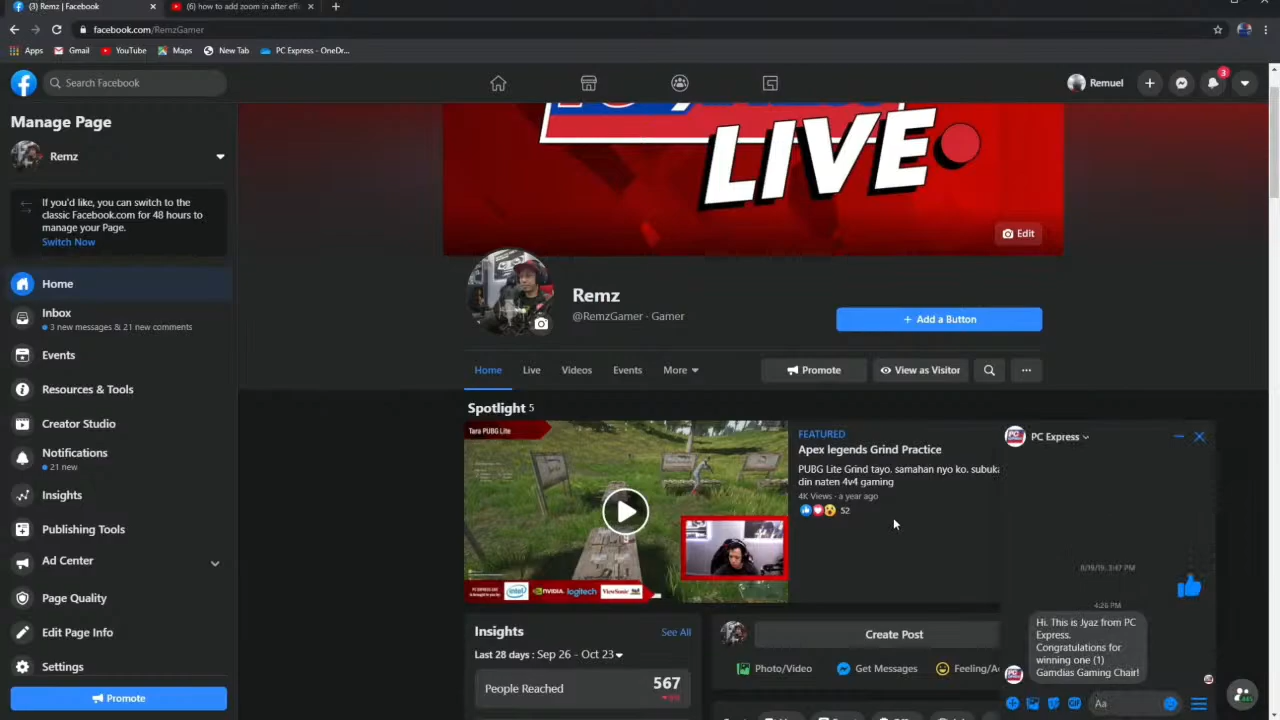 (3) Remz | Facebook
(6) how to add zoom in after eff
facebook.com/RemzGamer
Apps
Gmail
YouTube
Maps
New Tab
PC Express - OneDr...
Search Facebook
Remuel
3
Manage Page
Remz
If you'd like, you can switch to the
classic Facebook.com for 48 hours to
manage your Page.
Switch Now
Home
Inbox
3 new messages & 21 new comments
Events
Resources & Tools
Creator Studio
Notifications
21 new
Insights
Publishing Tools
Ad Center
Page Quality
Edit Page Info
Settings
Promote
LIVE
Edit
Remz
@RemzGamer · Gamer
+ Add a Button
Home
Live
Videos
Events
More
Promote
View as Visitor
...
Spotlight 5
Tara PUBG Lite
intel
NVIDIA
logitech
ViewSonic
FEATURED
Apex legends Grind Practice
PUBG Lite Grind tayo. samahan nyo ko. subuka
din naten 4v4 gaming
4K Views · a year ago
52
Insights
See All
Last 28 days : Sep 26 - Oct 23
People Reached
567
Create Post
Photo/Video
Get Messages
Feeling/Ac
PC Express
8/19/19, 3:47 PM
4:26 PM
Hi. This is Jyaz from PC
Express.
Congratulations for
winning one (1)
Gamdias Gaming Chair!
GIF
Aa